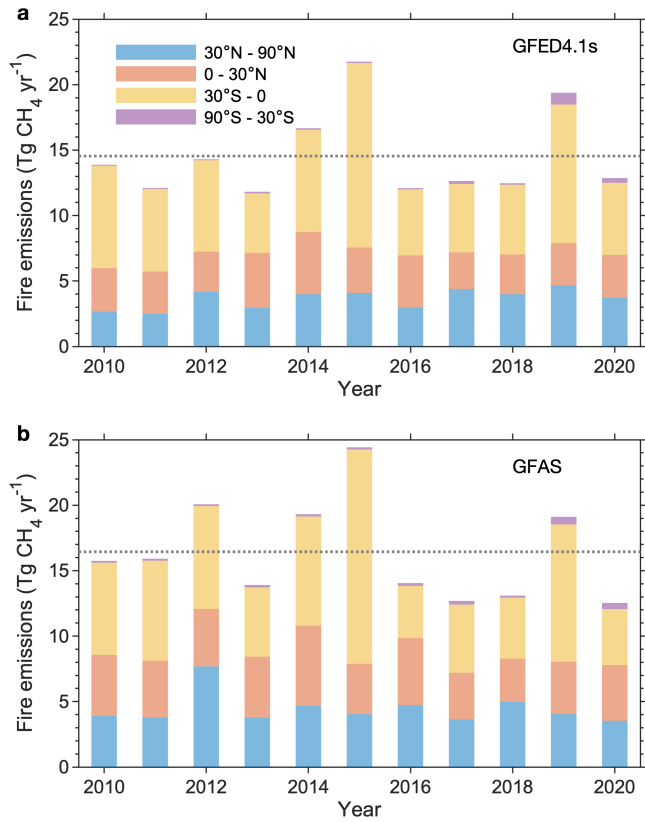 a
GFED4.1s
30°N - 90°N
0 - 30°N
30°S - 0
90°S - 30°S
Fire emissions (Tg CH4 yr-1)
25
20
15
10
5
0
2010 2012 2014 2016 2018 2020
Year
b
GFAS
Fire emissions (Tg CH4 yr-1)
25
20
15
10
5
0
2010 2012 2014 2016 2018 2020
Year